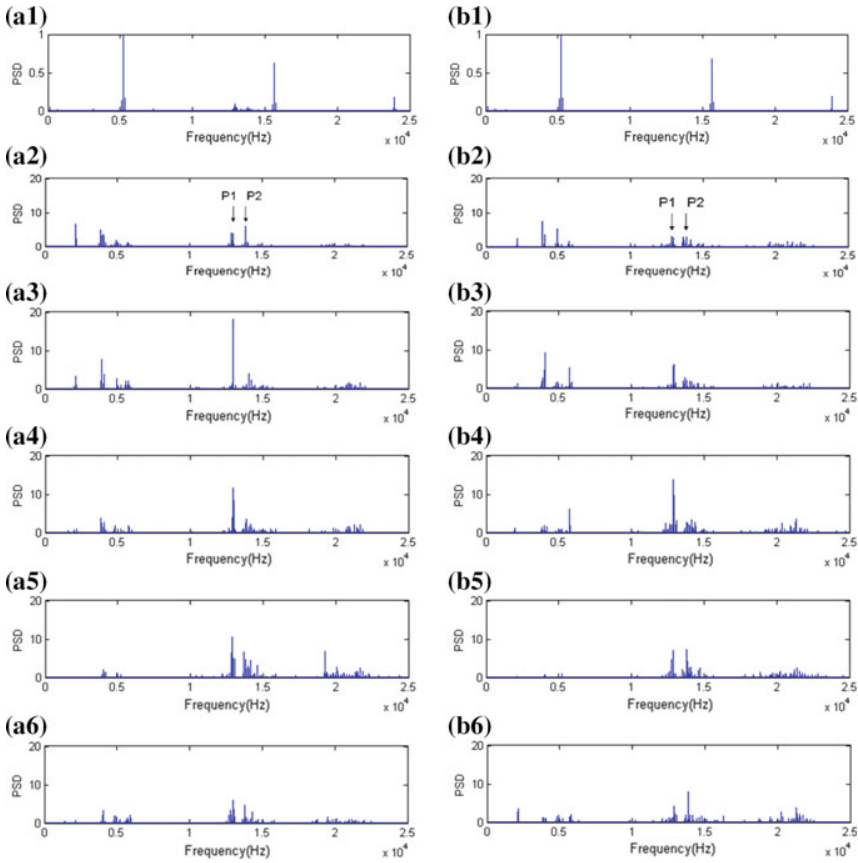 (a1) (b1)
1 1
PSD 0.5 PSD 0.5
0 0
0 0.5 1 1.5 2 2.5 0 0.5 1 1.5 2 2.5
Frequency(Hz) x 10^4 Frequency(Hz) x 10^4
(a2) (b2)
20 20
P1 P2 P1 P2
PSD 10 PSD 10
0 0
0 0.5 1 1.5 2 2.5 0 0.5 1 1.5 2 2.5
Frequency(Hz) x 10^4 Frequency(Hz) x 10^4
(a3) (b3)
20 20
PSD 10 PSD 10
0 0
0 0.5 1 1.5 2 2.5 0 0.5 1 1.5 2 2.5
Frequency(Hz) x 10^4 Frequency(Hz) x 10^4
(a4) (b4)
20 20
PSD 10 PSD 10
0 0
0 0.5 1 1.5 2 2.5 0 0.5 1 1.5 2 2.5
Frequency(Hz) x 10^4 Frequency(Hz) x 10^4
(a5) (b5)
20 20
PSD 10 PSD 10
0 0
0 0.5 1 1.5 2 2.5 0 0.5 1 1.5 2 2.5
Frequency(Hz) x 10^4 Frequency(Hz) x 10^4
(a6) (b6)
20 20
PSD 10 PSD 10
0 0
0 0.5 1 1.5 2 2.5 0 0.5 1 1.5 2 2.5
Frequency(Hz) x 10^4 Frequency(Hz) x 10^4